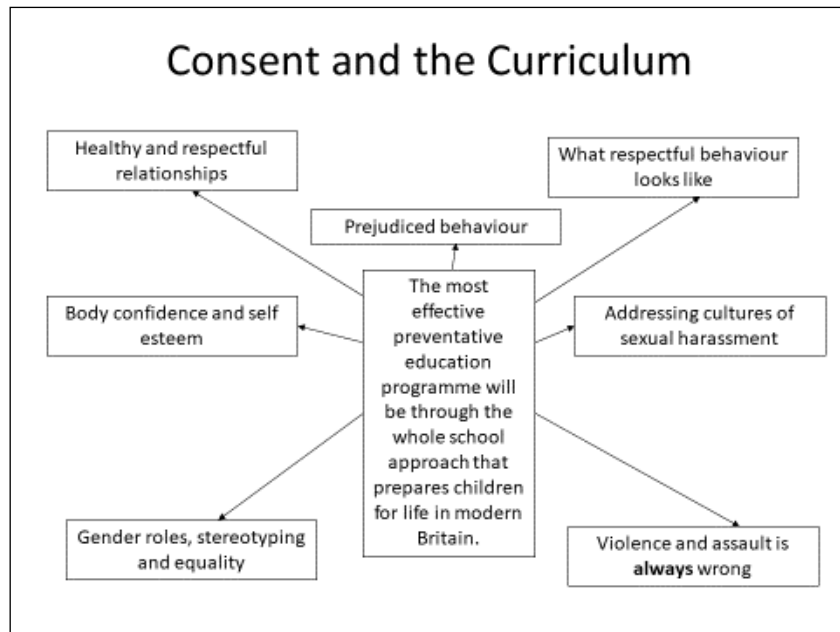 Consent and the Curriculum
Healthy and respectful
relationships
What respectful behaviour
looks like
Prejudiced behaviour
Body confidence and self
esteem
The most
effective
preventative
education
programme will
be through the
whole school
approach that
prepares children
for life in modern
Britain.
Addressing cultures of
sexual harassment
Gender roles, stereotyping
and equality
Violence and assault is
always wrong